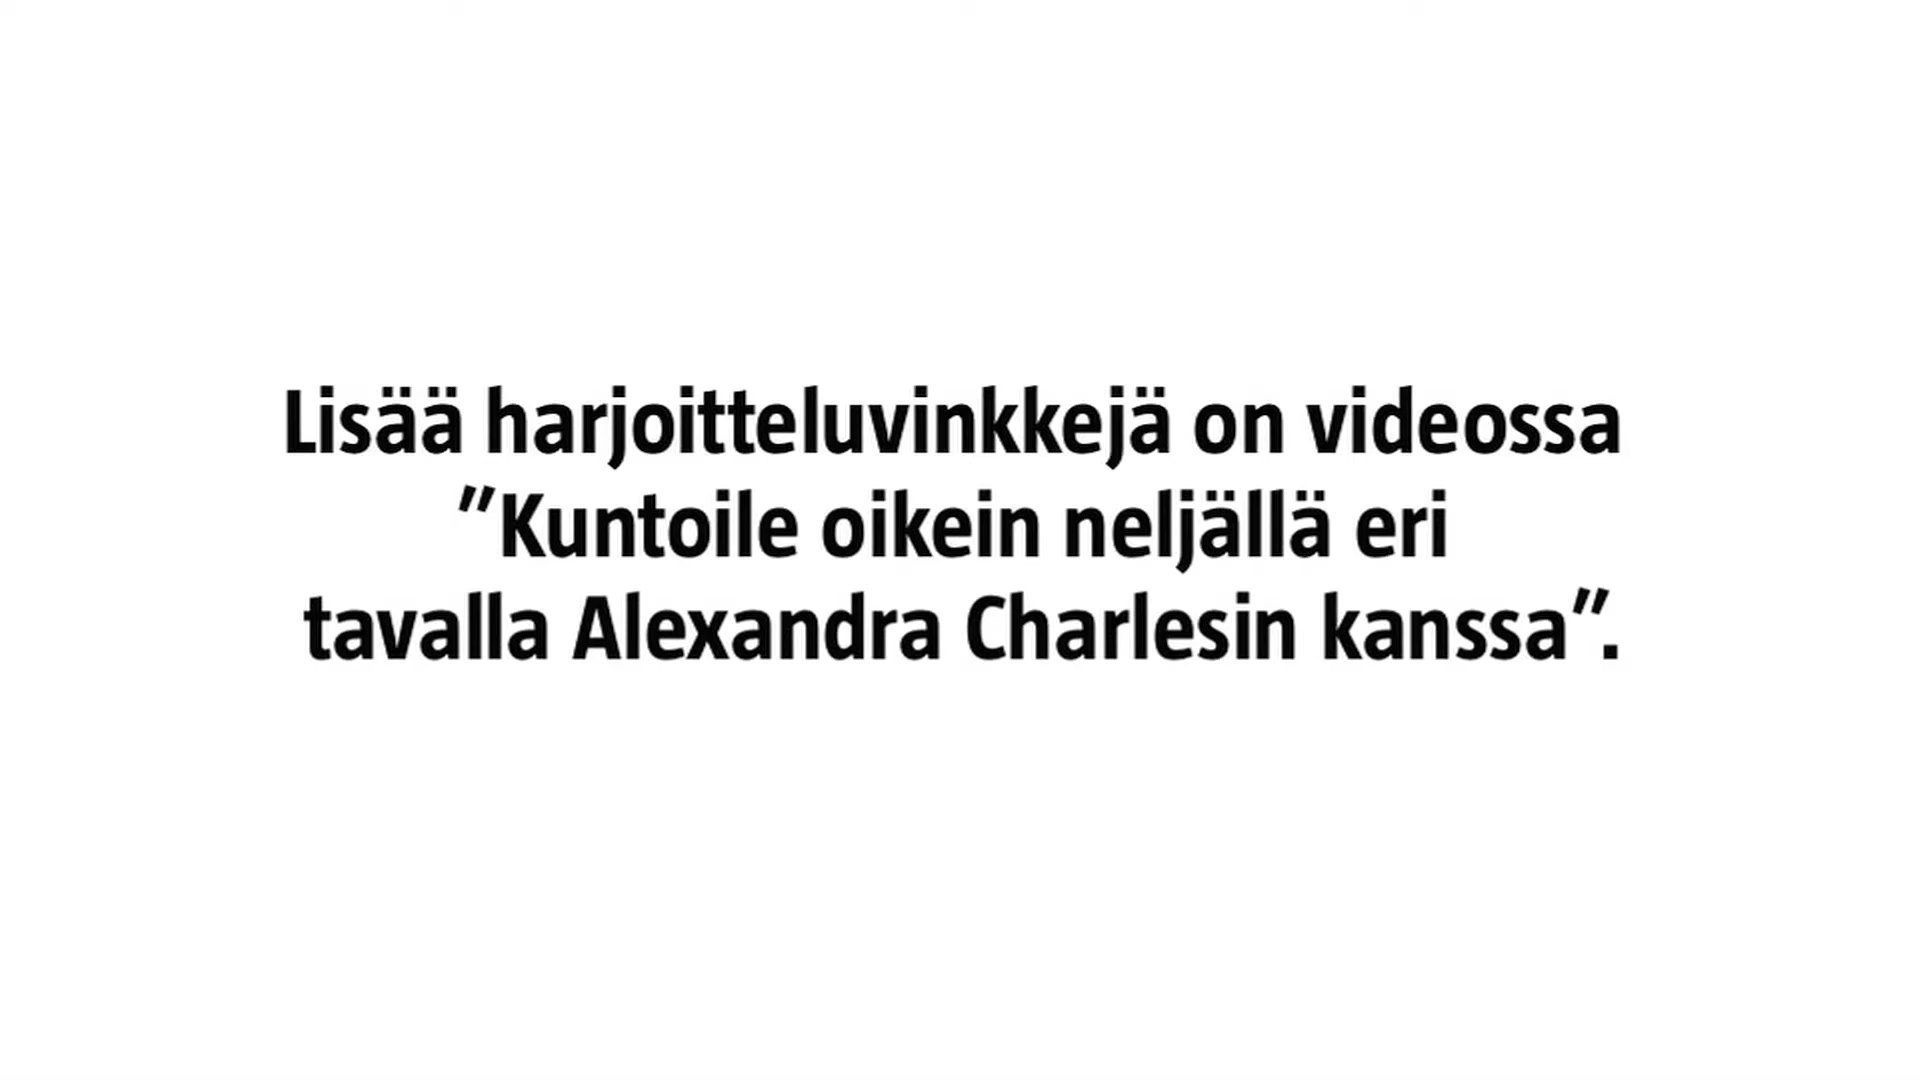 Lisää harjoitteluvinkkejä on videossa
”Kuntoile oikein neljällä eri
tavalla Alexandra Charlesin kanssa”.